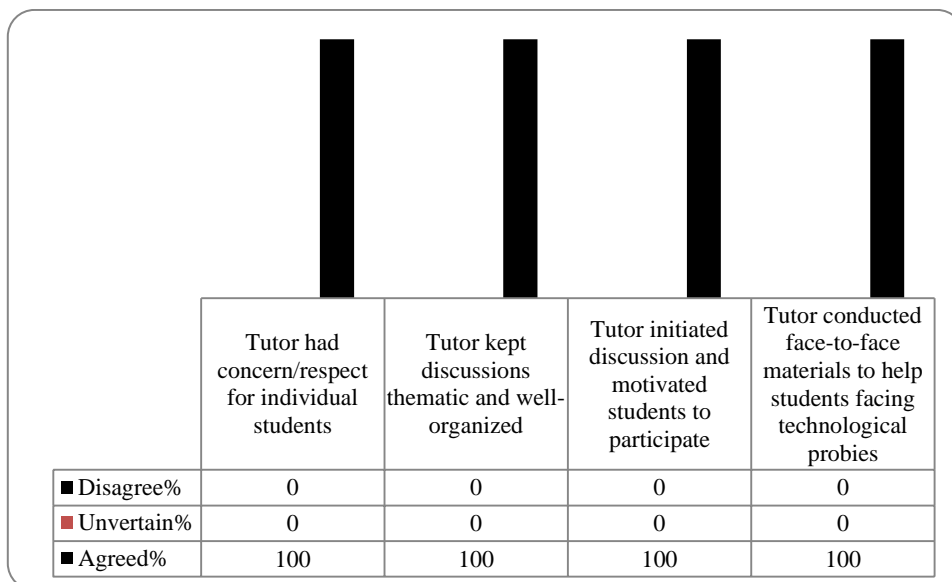 Tutor had
concern/respect
for individual
students
Tutor kept
discussions
thematic and well-
organized
Tutor initiated
discussion and
motivated
students to
participate
Tutor conducted
face-to-face
materials to help
students facing
technological
probies
Disagree% 0 0 0 0
Unvertain% 0 0 0 0
Agreed% 100 100 100 100